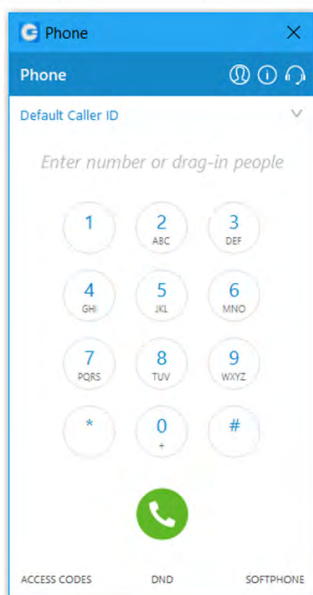 Phone
Phone
Default Caller ID
Enter number or drag-in people
1 2 3
ABC DEF
4 5 6
GHI JKL MNO
7 8 9
PQRS TUV WXYZ
* 0 #
+
ACCESS CODES DND SOFTPHONE